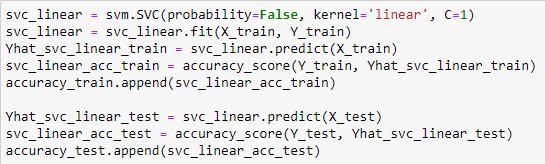 svc_linear = svm.SVC(probability=False, kernel='linear', C=1)
svc_linear = svc_linear.fit(X_train, Y_train)
Yhat_svc_linear_train = svc_linear.predict(X_train)
svc_linear_acc_train = accuracy_score(Y_train, Yhat_svc_linear_train)
accuracy_train.append(svc_linear_acc_train)

Yhat_svc_linear_test = svc_linear.predict(X_test)
svc_linear_acc_test = accuracy_score(Y_test, Yhat_svc_linear_test)
accuracy_test.append(svc_linear_acc_test)